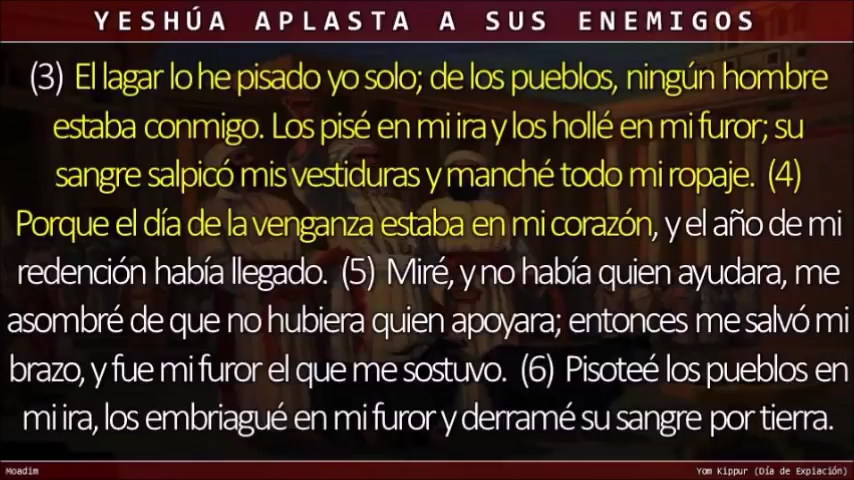 YESHÚA APLASTA A SUS ENEMIGOS
(3) El lagar lo he pisado yo solo; de los pueblos, ningún hombre
estaba conmigo. Los pisé en mi ira y los hollé en mi furor; su
sangre salpicó mis vestiduras y manché todo mi ropaje. (4)
Porque el día de la venganza estaba en mi corazón, y el año de mi
redención había llegado. (5) Miré, y no había quien ayudara, me
asombré de que no hubiera quien apoyara; entonces me salvó mi
brazo, y fue mi furor el que me sostuvo. (6) Pisoteé los pueblos en
mi ira, los embriagué en mi furor y derramé su sangre por tierra.
Moadim
Yom Kippur (Día de Expiación)